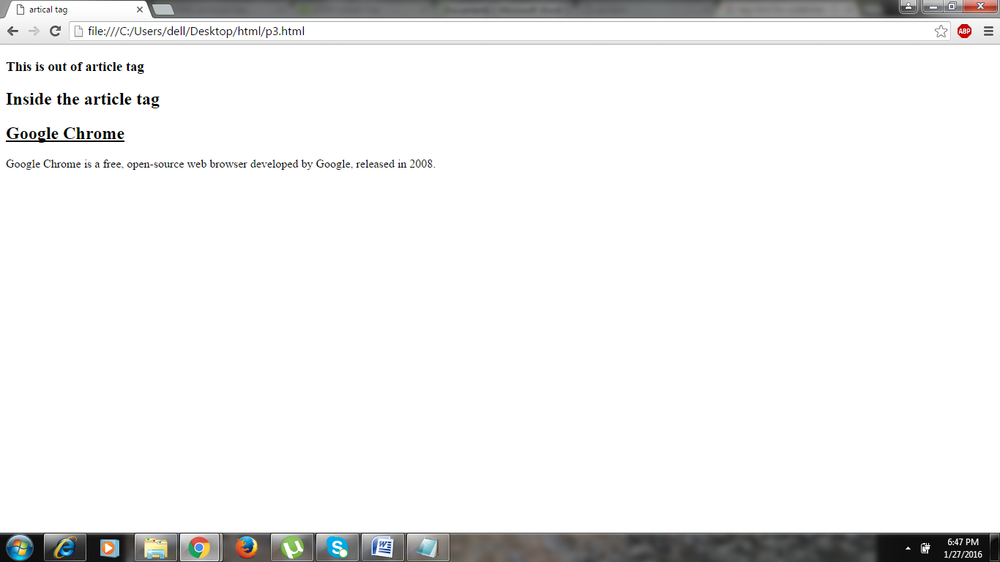 artical tag
file:///C:/Users/dell/Desktop/html/p3.html
ABP
This is out of article tag
Inside the article tag
Google Chrome
Google Chrome is a free, open-source web browser developed by Google, released in 2008.
6:47 PM
1/27/2016